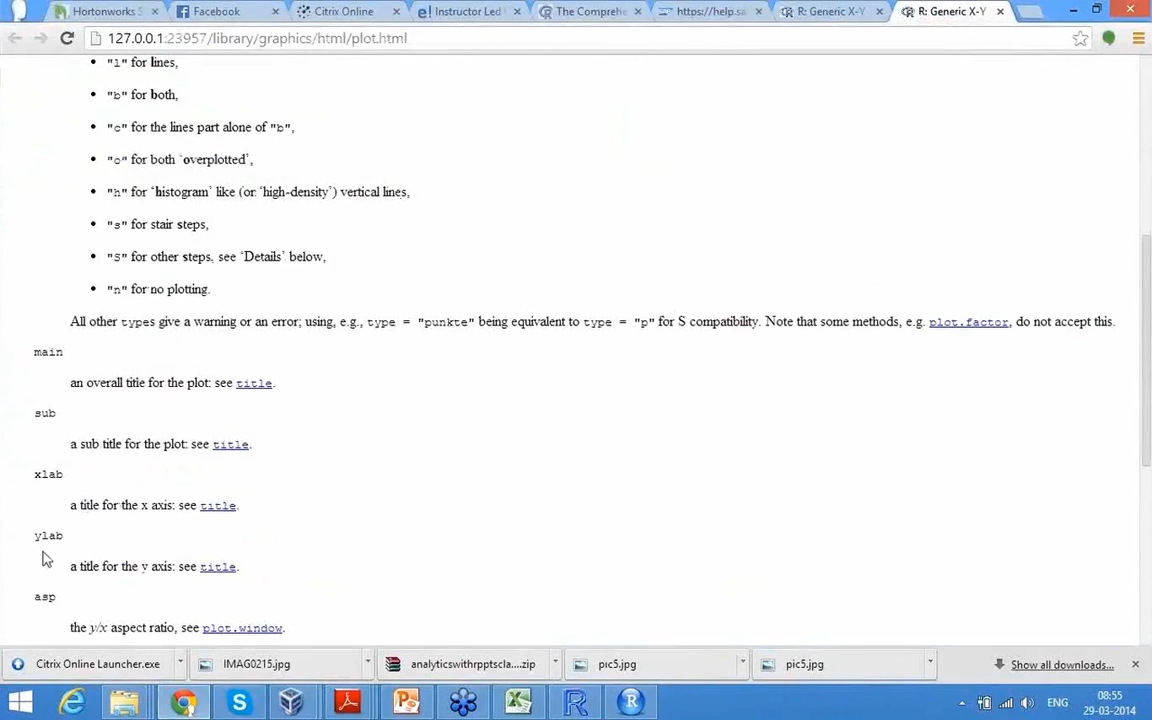 Hortonworks S
Facebook
Citrix Online
Instructor Led
The Comprehe
https://help.sa
R: Generic X-Y
R: Generic X-Y
127.0.0.1:23957/library/graphics/html/plot.html
• "l" for lines,
• "b" for both,
• "c" for the lines part alone of "b",
• "o" for both ‘overplotted’,
• "h" for ‘histogram’ like (or ‘high-density’) vertical lines,
• "s" for stair steps,
• "S" for other steps, see ‘Details’ below,
• "n" for no plotting.
All other types give a warning or an error; using, e.g., type = "punkte" being equivalent to type = "p" for S compatibility. Note that some methods, e.g. plot.factor, do not accept this.
main
an overall title for the plot: see title.
sub
a sub title for the plot: see title.
xlab
a title for the x axis: see title.
ylab
a title for the y axis: see title.
asp
the y/x aspect ratio, see plot.window.
Citrix Online Launcher.exe
IMAG0215.jpg
analyticswithrpptscla....zip
pic5.jpg
pic5.jpg
Show all downloads...
ENG
08:55
29-03-2014